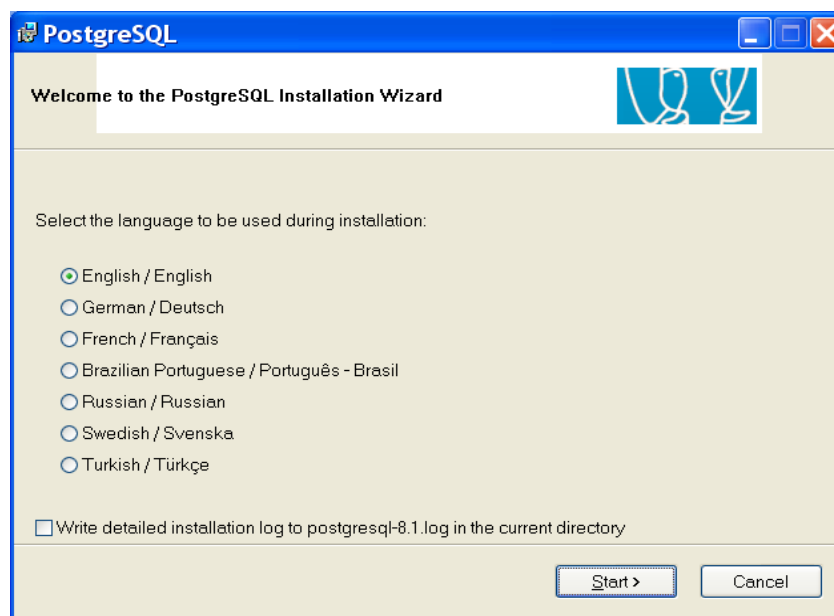 PostgreSQL
Welcome to the PostgreSQL Installation Wizard
Select the language to be used during installation:
English / English
German / Deutsch
French / Français
Brazilian Portuguese / Português - Brasil
Russian / Russian
Swedish / Svenska
Turkish / Türkçe
Write detailed installation log to postgresql-8.1.log in the current directory
Start >
Cancel